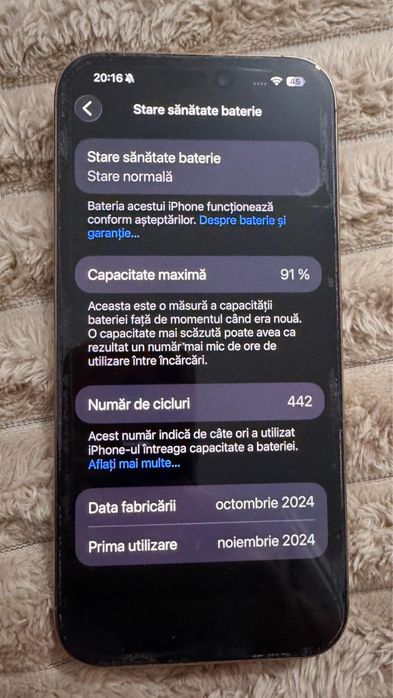 20:16
45
Stare sănătate baterie
Stare sănătate baterie
Stare normală
Bateria acestui iPhone funcționează
conform așteptărilor. Despre baterie și
garanție...
Capacitate maximă 91 %
Aceasta este o măsură a capacității
bateriei față de momentul când era nouă.
O capacitate mai scăzută poate avea ca
rezultat un număr mai mic de ore de
utilizare între încărcări.
Număr de cicluri 442
Acest număr indică de câte ori a utilizat
iPhone-ul întreaga capacitate a bateriei.
Aflați mai multe...
Data fabricării octombrie 2024
Prima utilizare noiembrie 2024